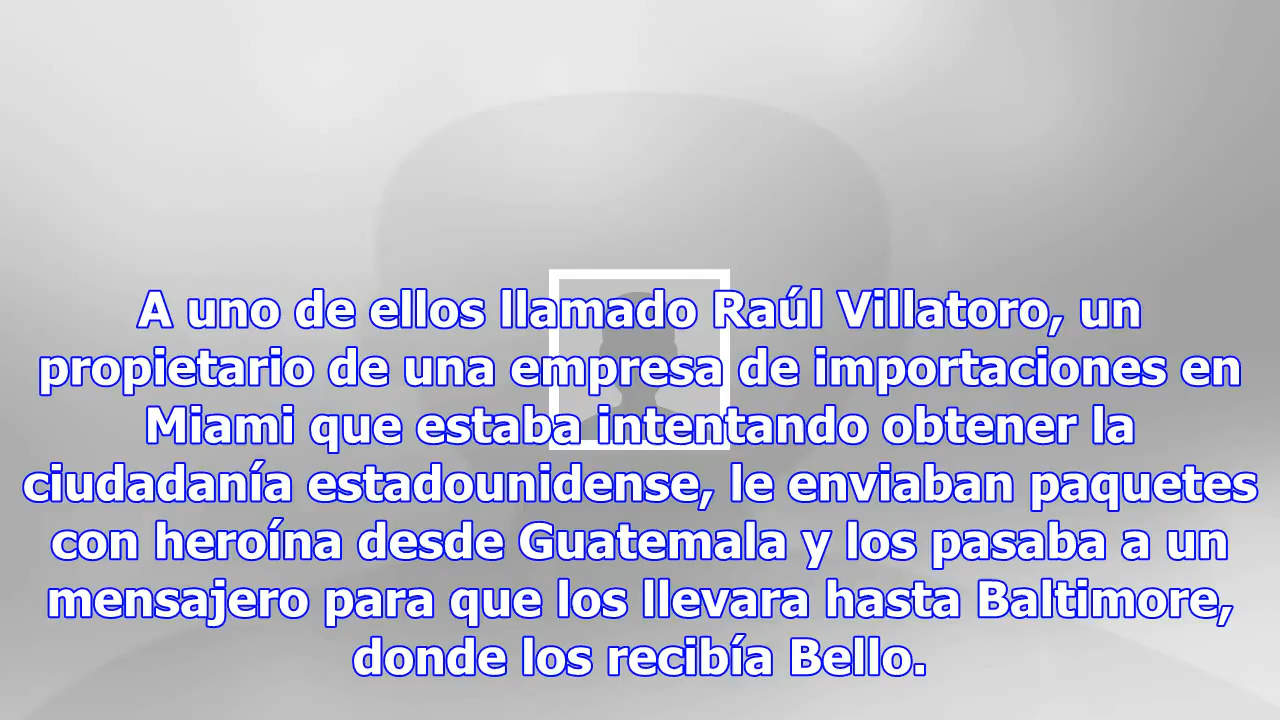 A uno de ellos llamado Raúl Villatoro, un
propietario de una empresa de importaciones en
Miami que estaba intentando obtener la
ciudadanía estadounidense, le enviaban paquetes
con heroína desde Guatemala y los pasaba a un
mensajero para que los llevara hasta Baltimore,
donde los recibía Bello.